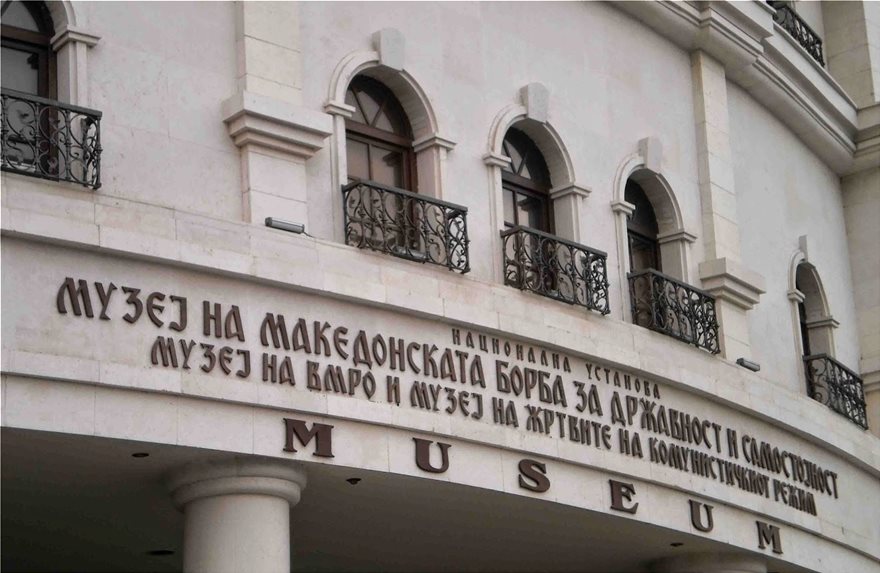 НАЦИОНАЛНА УСТАНОВА
МУЗЕЈ НА МАКЕДОНСКАТА БОРБА ЗА ДРЖАВНОСТ И САМОСТОЈНОСТ
МУЗЕЈ НА ВМРО И МУЗЕЈ НА ЖРТВИТЕ НА КОМУНИСТИЧКИОТ РЕЖИМ
MUSEUM